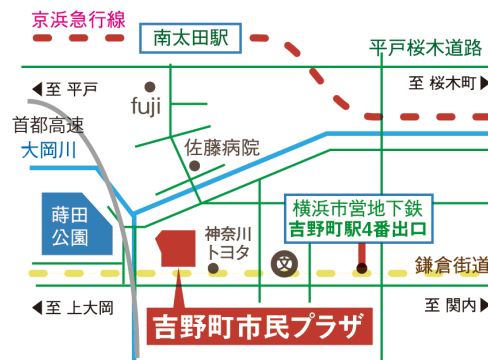 京浜急行線
南太田駅
平戸桜木道路
至 平戸
至 桜木町
fuji
首都高速
大岡川
佐藤病院
蒔田
公園
神奈川
トヨタ
文
横浜市営地下鉄
吉野町駅4番出口
鎌倉街道
至 上大岡
至 関内
吉野町市民プラザ